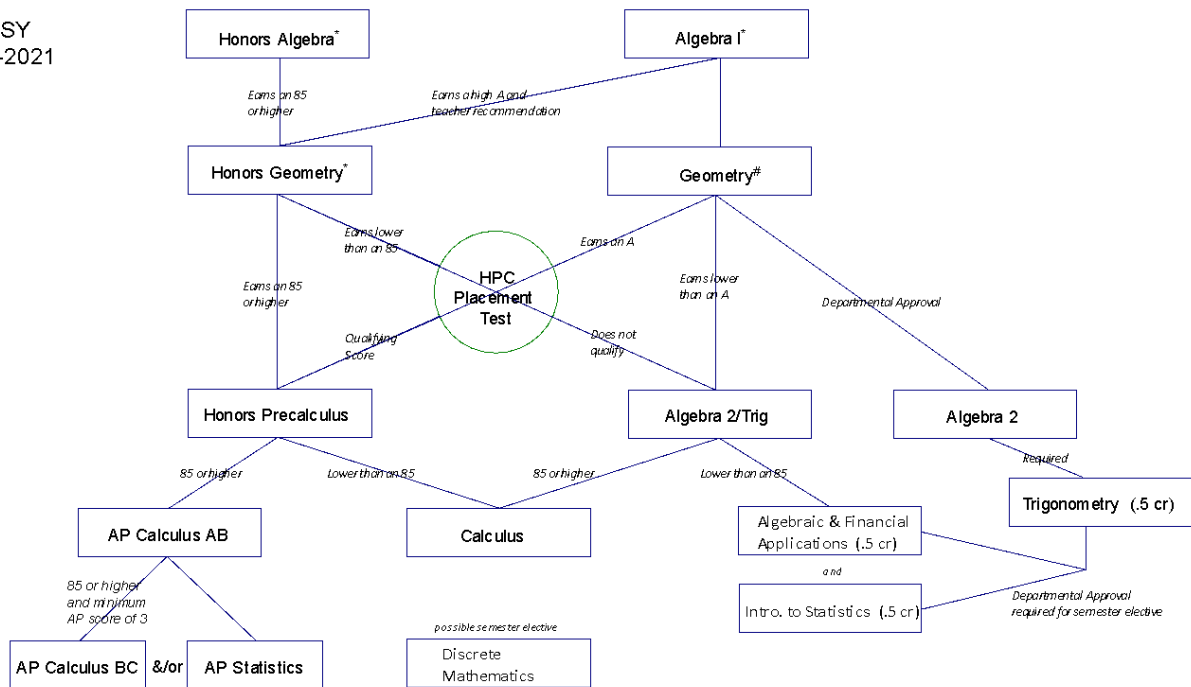 SY
-2021
Honors Algebra*
Algebra I*
Earns an 85
or higher
Earns a high A and
teacher recommendation
Honors Geometry*
Geometry#
Earns lower
than an 85
Earns an A
HPC
Placement
Test
Earns an 85
or higher
Earns lower
than an A
Departmental Approval
Qualifying
Score
Does not
qualify
Honors Precalculus
Algebra 2/Trig
Algebra 2
85 or higher
Lower than an 85
85 or higher
Lower than an 85
Required
AP Calculus AB
Calculus
Algebraic & Financial
Applications (.5 cr)
Trigonometry (.5 cr)
and
85 or higher
and minimum
AP score of 3
Intro. to Statistics (.5 cr)
Departmental Approval
required for semester elective
possible semester elective
AP Calculus BC &/or AP Statistics
Discrete
Mathematics